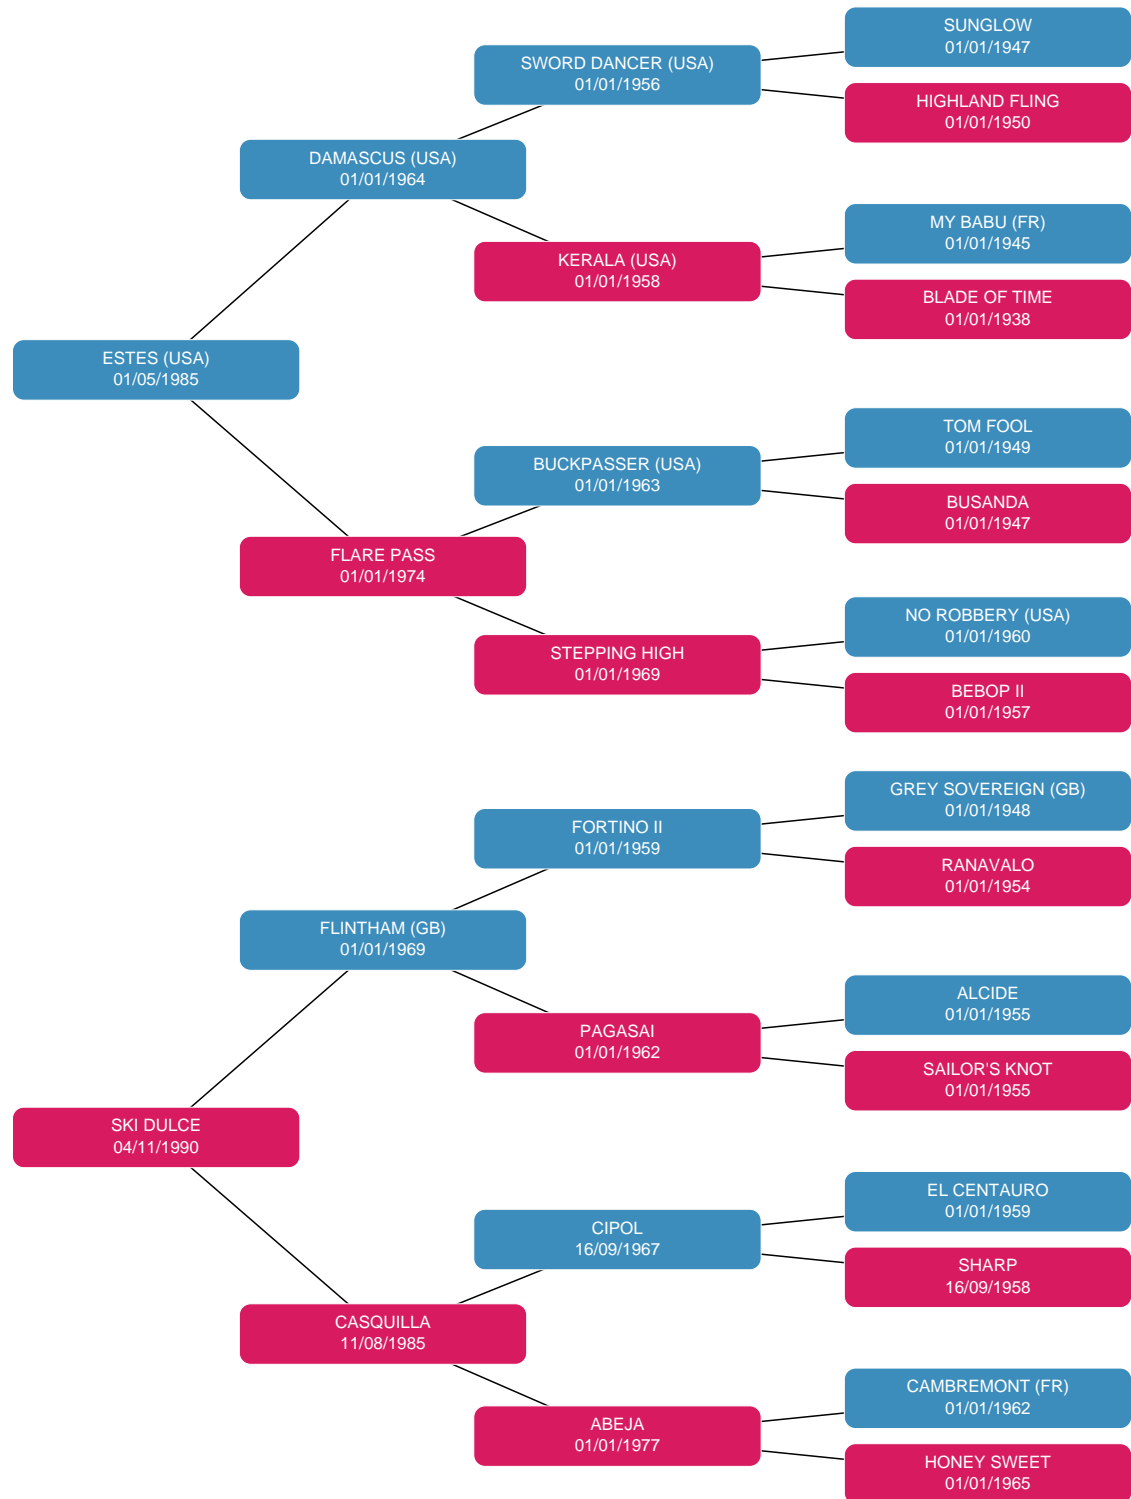 SUNGLOW
01/01/1947
SWORD DANCER (USA)
01/01/1956
HIGHLAND FLING
01/01/1950
DAMASCUS (USA)
01/01/1964
MY BABU (FR)
01/01/1945
KERALA (USA)
01/01/1958
BLADE OF TIME
01/01/1938
ESTES (USA)
01/05/1985
TOM FOOL
01/01/1949
BUCKPASSER (USA)
01/01/1963
BUSANDA
01/01/1947
FLARE PASS
01/01/1974
NO ROBBERY (USA)
01/01/1960
STEPPING HIGH
01/01/1969
BEBOP II
01/01/1957
GREY SOVEREIGN (GB)
01/01/1948
FORTINO II
01/01/1959
RANAVALO
01/01/1954
FLINTHAM (GB)
01/01/1969
ALCIDE
01/01/1955
PAGASAI
01/01/1962
SAILOR'S KNOT
01/01/1955
SKI DULCE
04/11/1990
EL CENTAURO
01/01/1959
CIPOL
16/09/1967
SHARP
16/09/1958
CASQUILLA
11/08/1985
CAMBREMONT (FR)
01/01/1962
ABEJA
01/01/1977
HONEY SWEET
01/01/1965